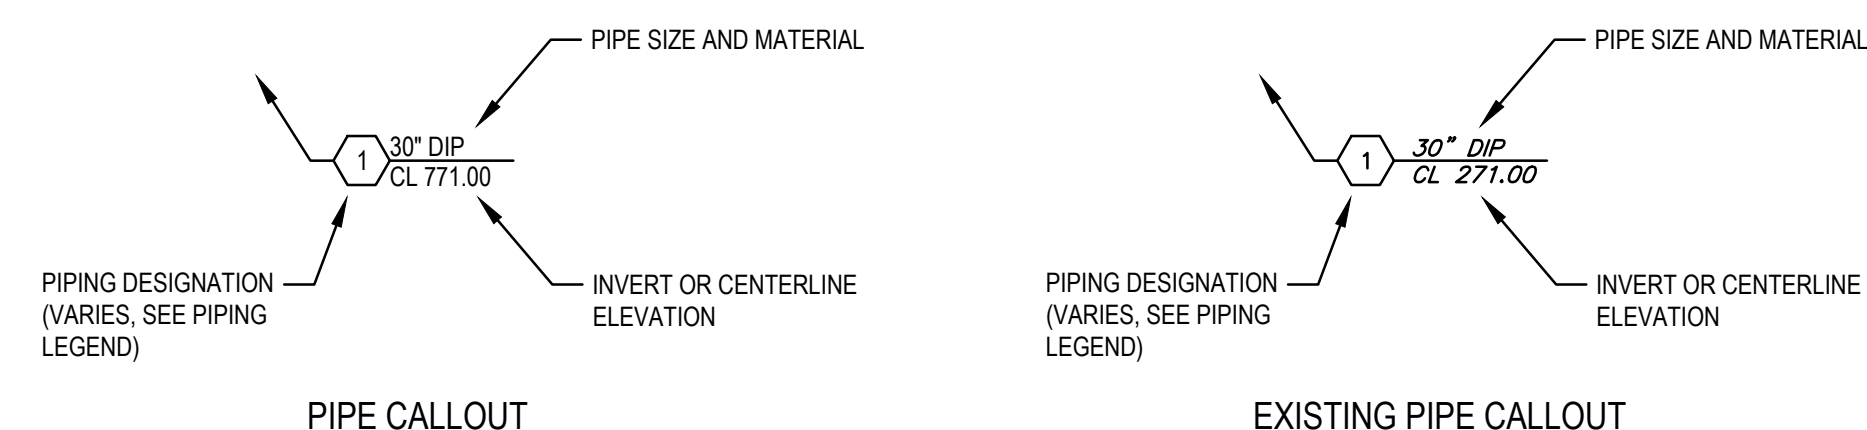 PIPE SIZE AND MATERIAL
1
30" DIP
CL 771.00
PIPING DESIGNATION
(VARIES, SEE PIPING
LEGEND)
INVERT OR CENTERLINE
ELEVATION
PIPE CALLOUT
PIPE SIZE AND MATERIAL
1
30" DIP
CL 271.00
PIPING DESIGNATION
(VARIES, SEE PIPING
LEGEND)
INVERT OR CENTERLINE
ELEVATION
EXISTING PIPE CALLOUT